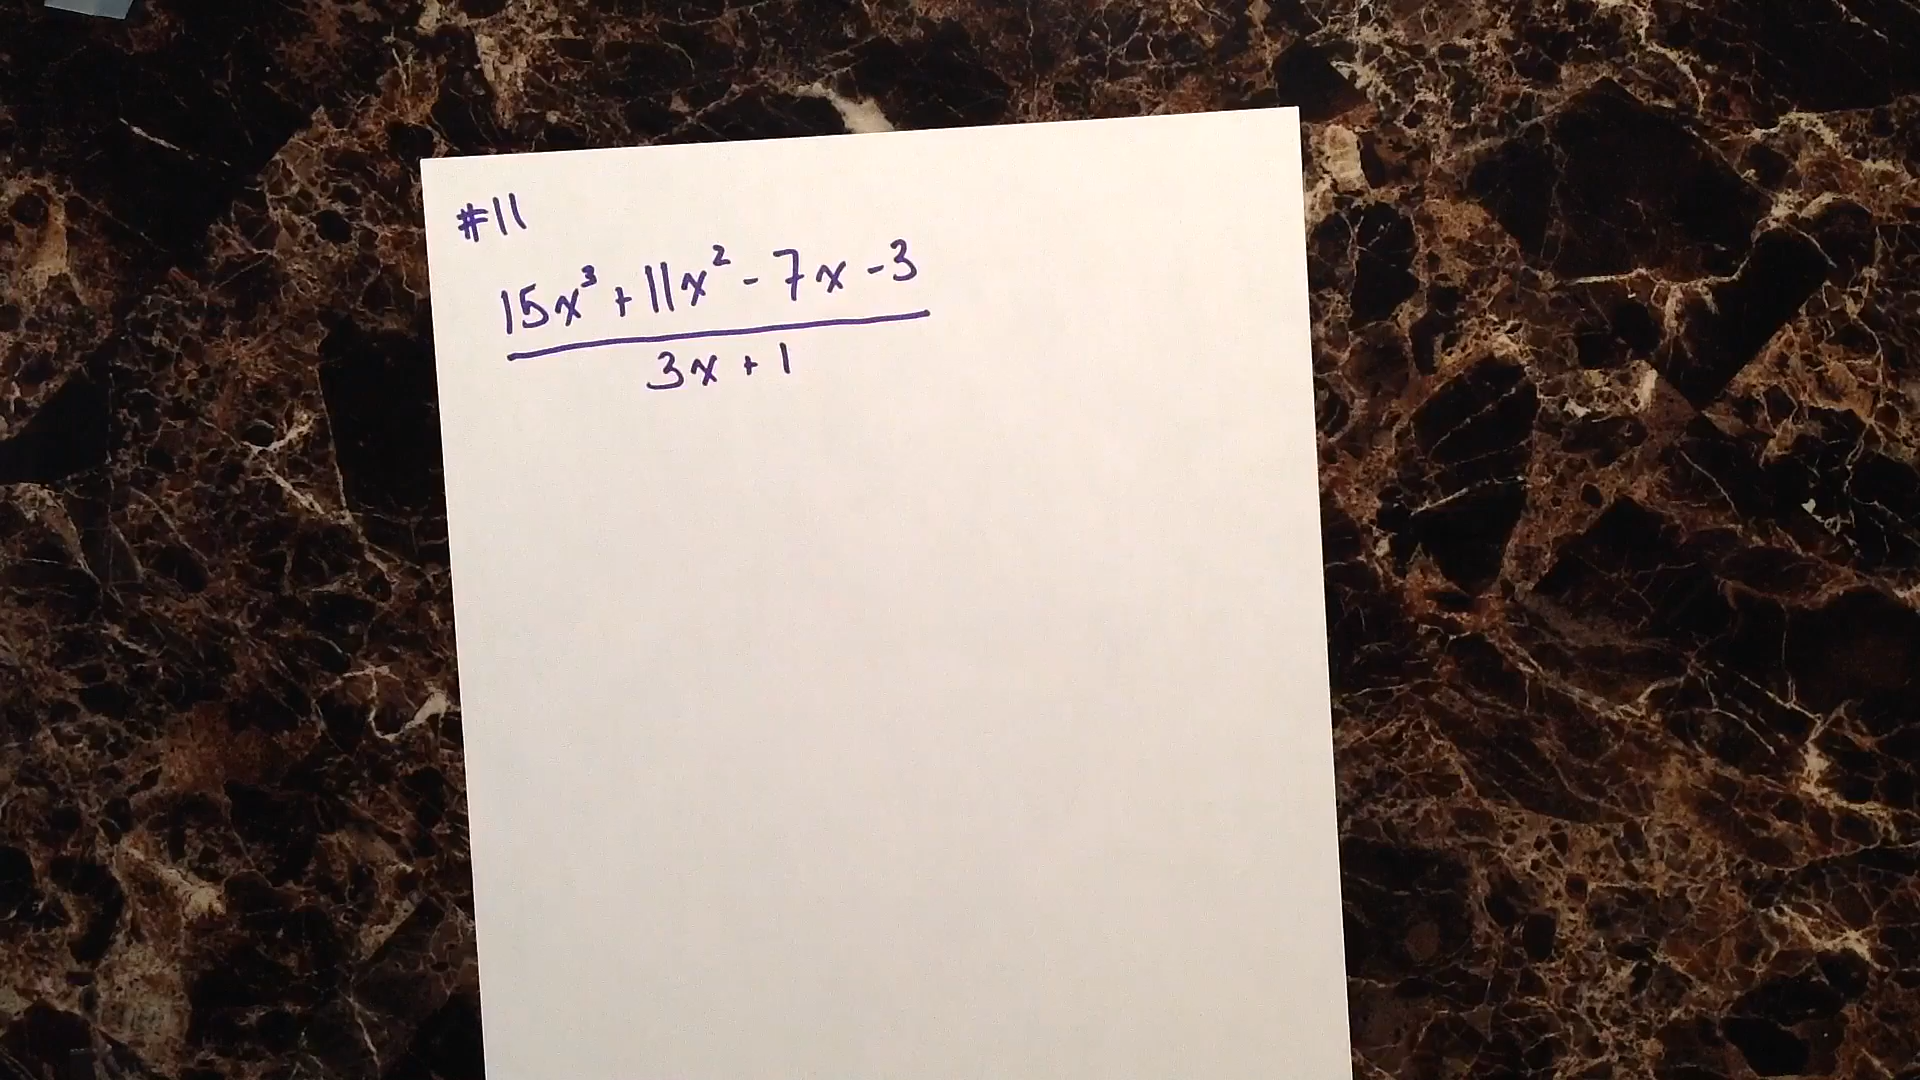 #11
15x³ + 11x² - 7x - 3
3x + 1